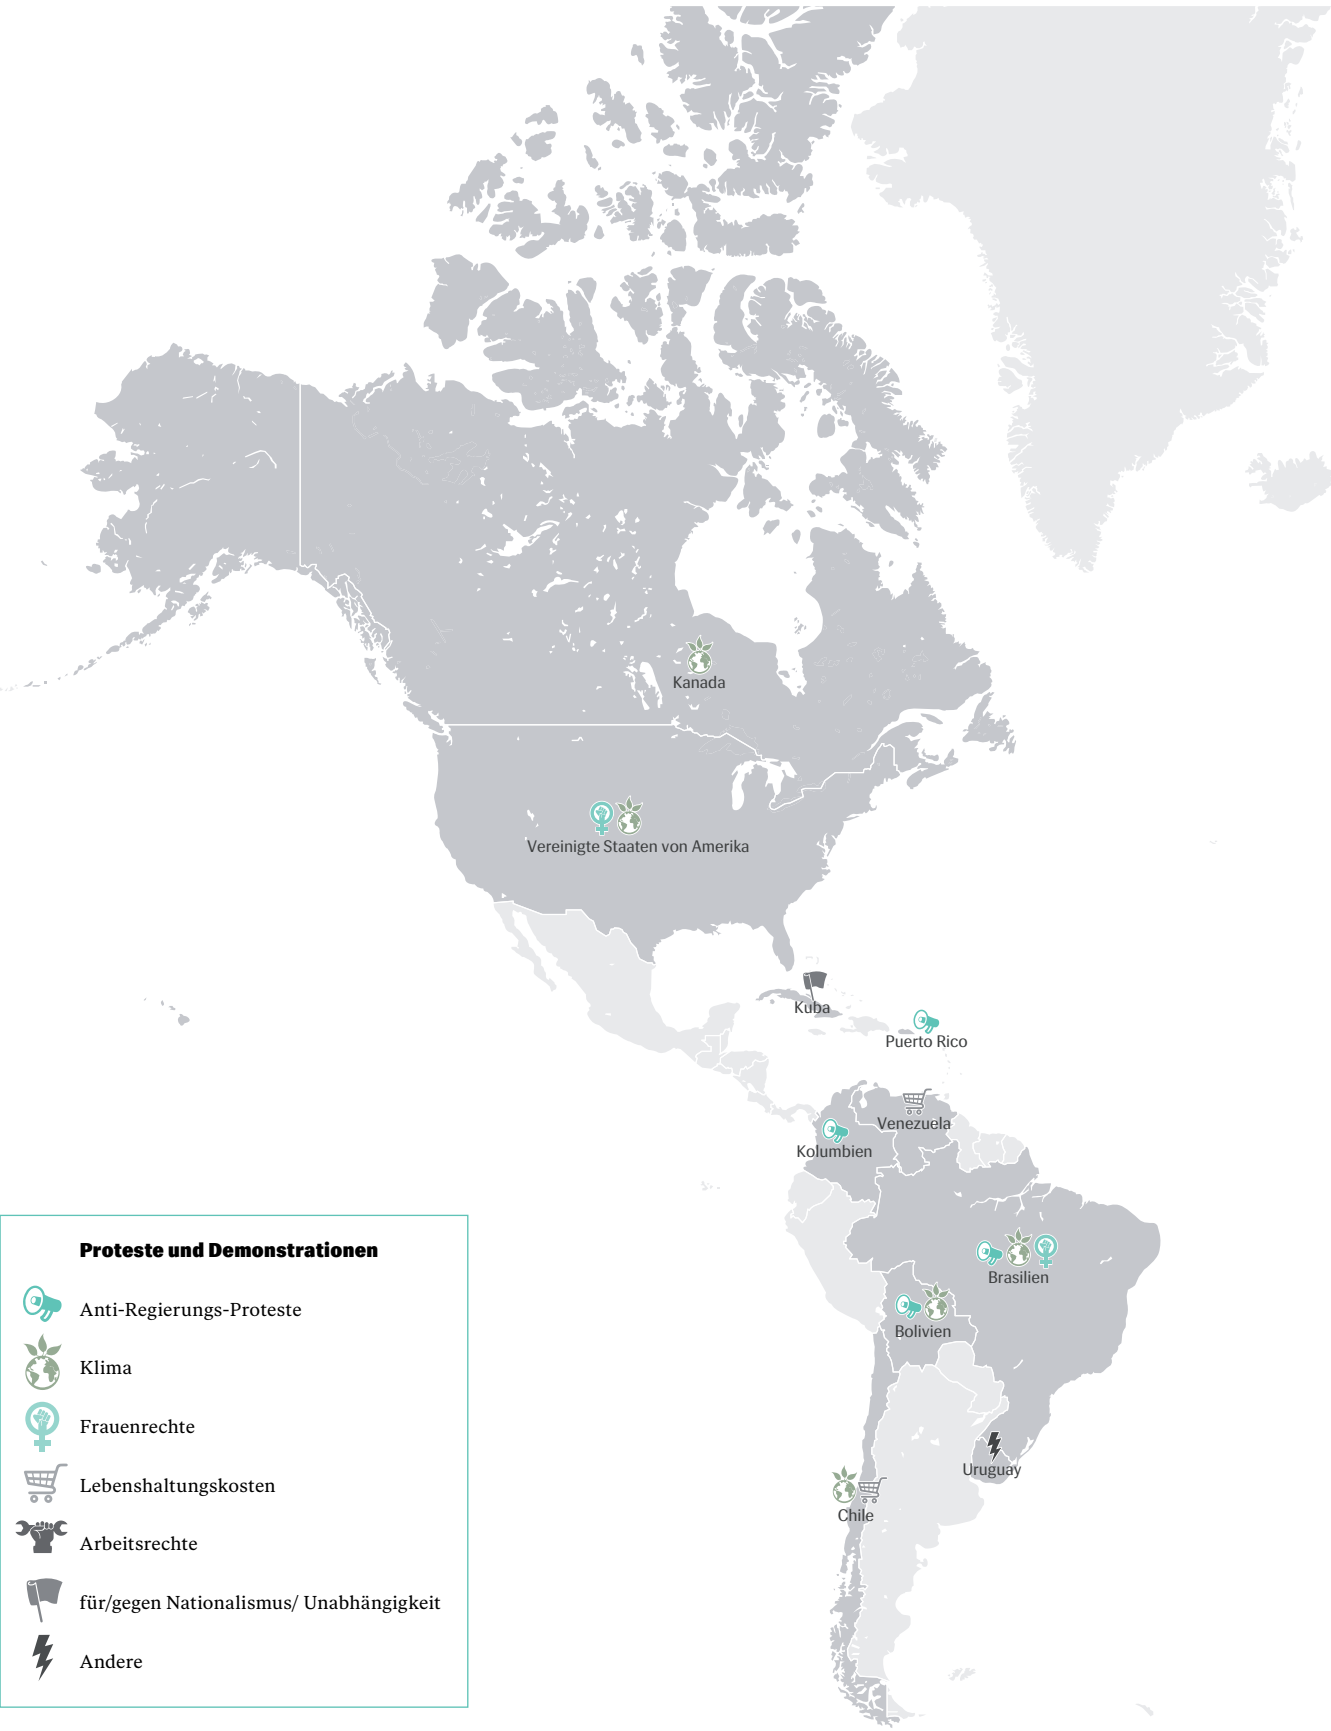 Kanada
Vereinigte Staaten von Amerika
Kuba
Puerto Rico
Venezuela
Kolumbien
Brasilien
Bolivien
Uruguay
Chile
Proteste und Demonstrationen
Anti-Regierungs-Proteste
Klima
Frauenrechte
Lebenshaltungskosten
Arbeitsrechte
für/gegen Nationalismus/ Unabhängigkeit
Andere